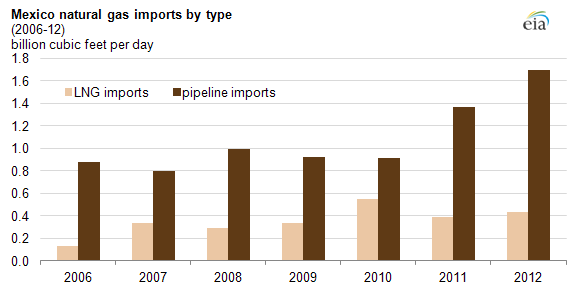 Mexico natural gas imports by type
(2006-12)
billion cubic feet per day
eia
1.8
1.6
1.4
1.2
1.0
0.8
0.6
0.4
0.2
0.0
LNG imports pipeline imports
2006 2007 2008 2009 2010 2011 2012